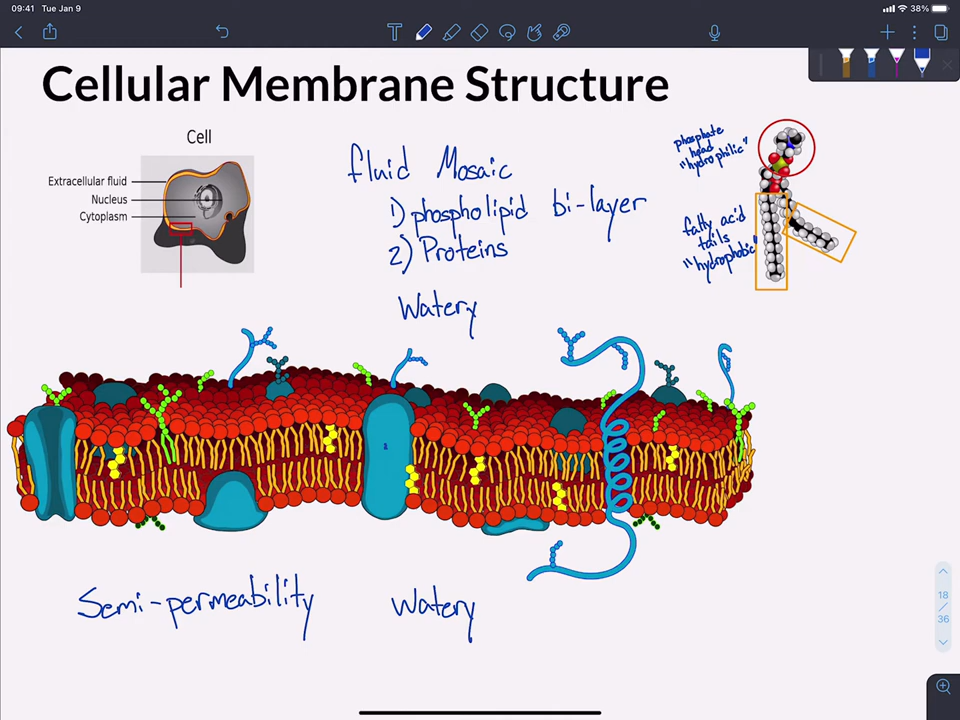 09:41 Tue Jan 9
38%
T
Cellular Membrane Structure
Cell
Extracellular fluid
Nucleus
Cytoplasm
fluid Mosaic
1) phospholipid bi-layer
2) Proteins
Watery
phosphate
head
"hydrophilic"
fatty acid
tails
"hydrophobic"
Semi-permeability
Watery
18
/
36